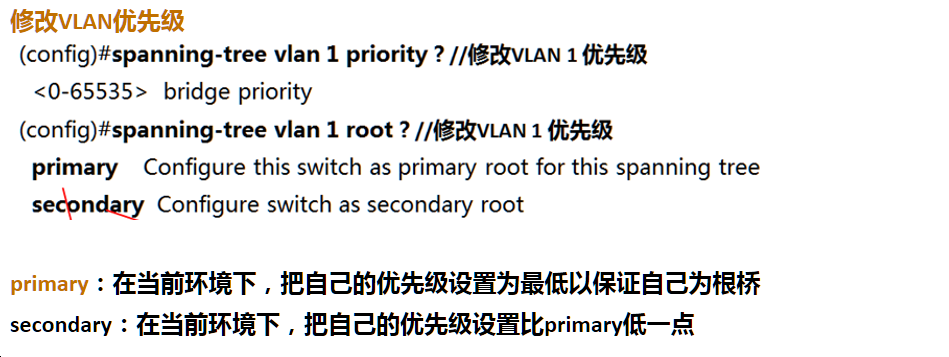 修改VLAN优先级
(config)#spanning-tree vlan 1 priority ? //修改VLAN 1 优先级
<0-65535> bridge priority
(config)#spanning-tree vlan 1 root ? //修改VLAN 1 优先级
primary Configure this switch as primary root for this spanning tree
secondary Configure switch as secondary root
primary：在当前环境下，把自己的优先级设置为最低以保证自己为根桥
secondary：在当前环境下，把自己的优先级设置比primary低一点